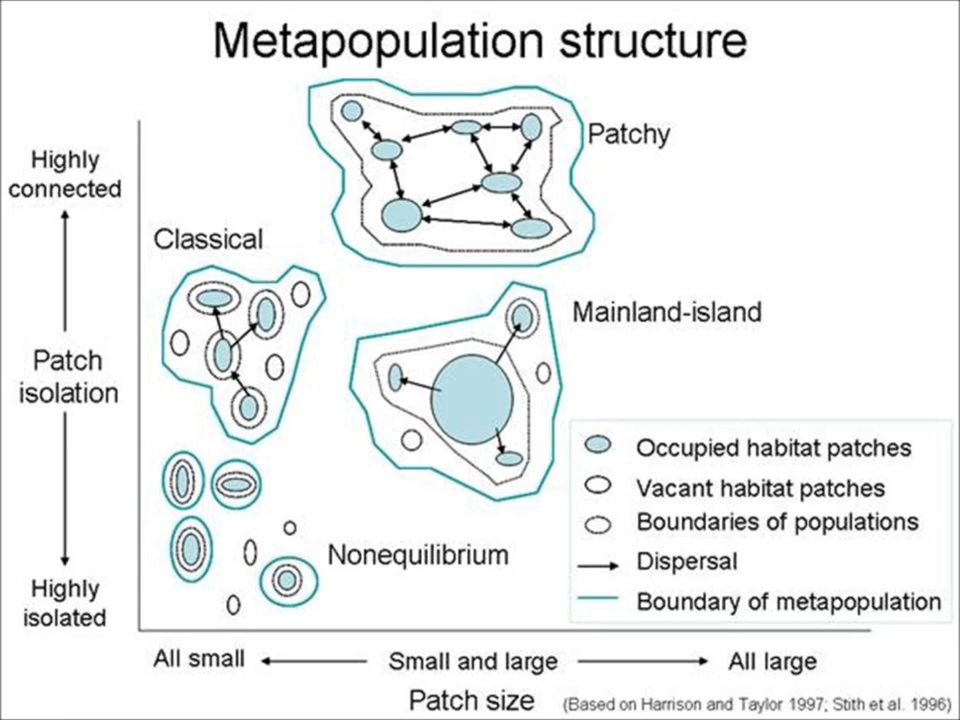 Metapopulation structure
Patchy
Highly
connected
Classical
Mainland-island
Patch
isolation
Occupied habitat patches
Vacant habitat patches
Boundaries of populations
Dispersal
Boundary of metapopulation
Nonequilibrium
Highly
isolated
All small
Small and large
All large
Patch size
(Based on Harrison and Taylor 1997; Stith et al. 1996)